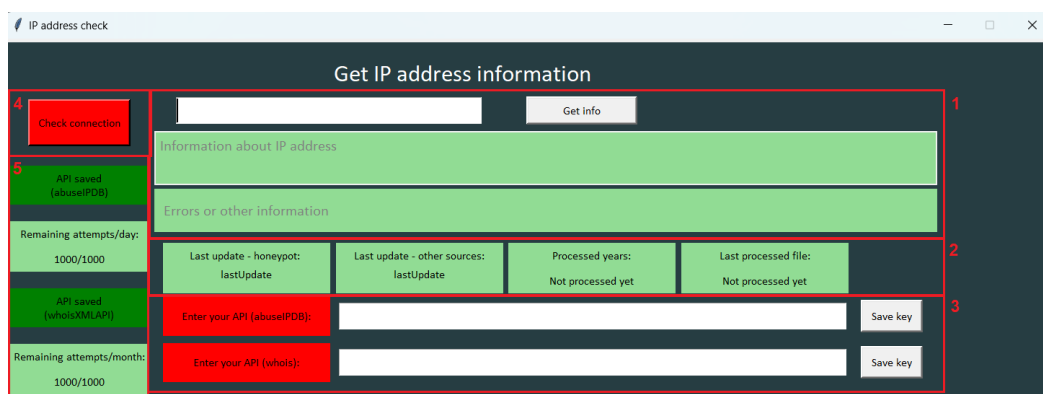 IP address check
Get IP address information
4
Check connection
Get info
1
Information about IP address
Errors or other information
5
API saved
(abuseIPDB)
Remaining attempts/day:
1000/1000
API saved
(whoisXMLAPI)
Remaining attempts/month:
1000/1000
Last update - honeypot:
lastUpdate
Last update - other sources:
lastUpdate
Processed years:
Not processed yet
Last processed file:
Not processed yet
2
Enter your API (abuseIPDB):
Save key
3
Enter your API (whois):
Save key